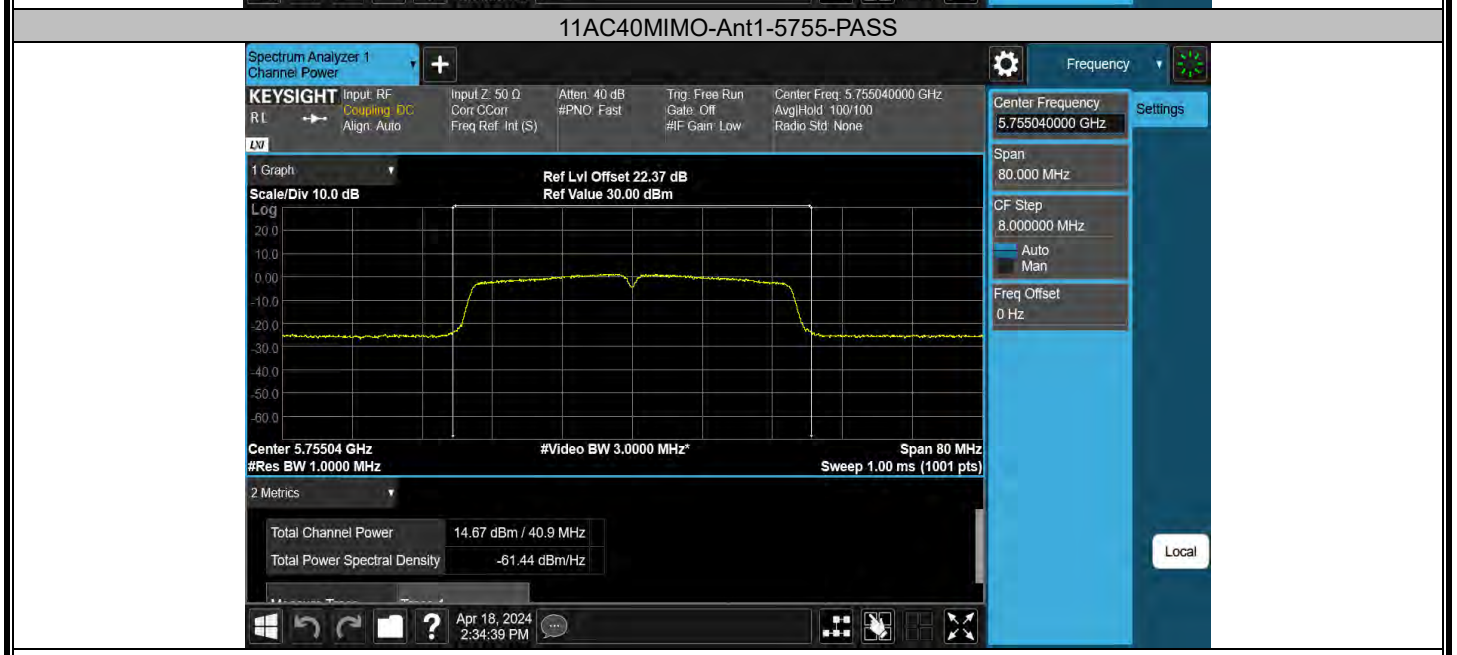 11AC40MIMO-Ant1-5755-PASS
Spectrum Analyzer 1
Channel Power
Frequency
KEYSIGHT
RL
LXI
Input: RF
Coupling: DC
Align: Auto
Input Z: 50 Ω
Corr CCorr
Freq Ref: Int (S)
Atten: 40 dB
#PNO: Fast
Trig: Free Run
Gate: Off
#IF Gain: Low
Center Freq: 5.755040000 GHz
Avg|Hold: 100/100
Radio Std: None
Center Frequency
5.755040000 GHz
Settings
Span
80.000 MHz
CF Step
8.000000 MHz
Auto
Man
Freq Offset
0 Hz
Local
1 Graph
Ref Lvl Offset 22.37 dB
Scale/Div 10.0 dB
Ref Value 30.00 dBm
Log
20.0
10.0
0.00
-10.0
-20.0
-30.0
-40.0
-50.0
-60.0
Center 5.75504 GHz
#Video BW 3.0000 MHz*
Span 80 MHz
#Res BW 1.0000 MHz
Sweep 1.00 ms (1001 pts)
2 Metrics
Total Channel Power
14.67 dBm / 40.9 MHz
Total Power Spectral Density
-61.44 dBm/Hz
?
Apr 18, 2024
2:34:39 PM